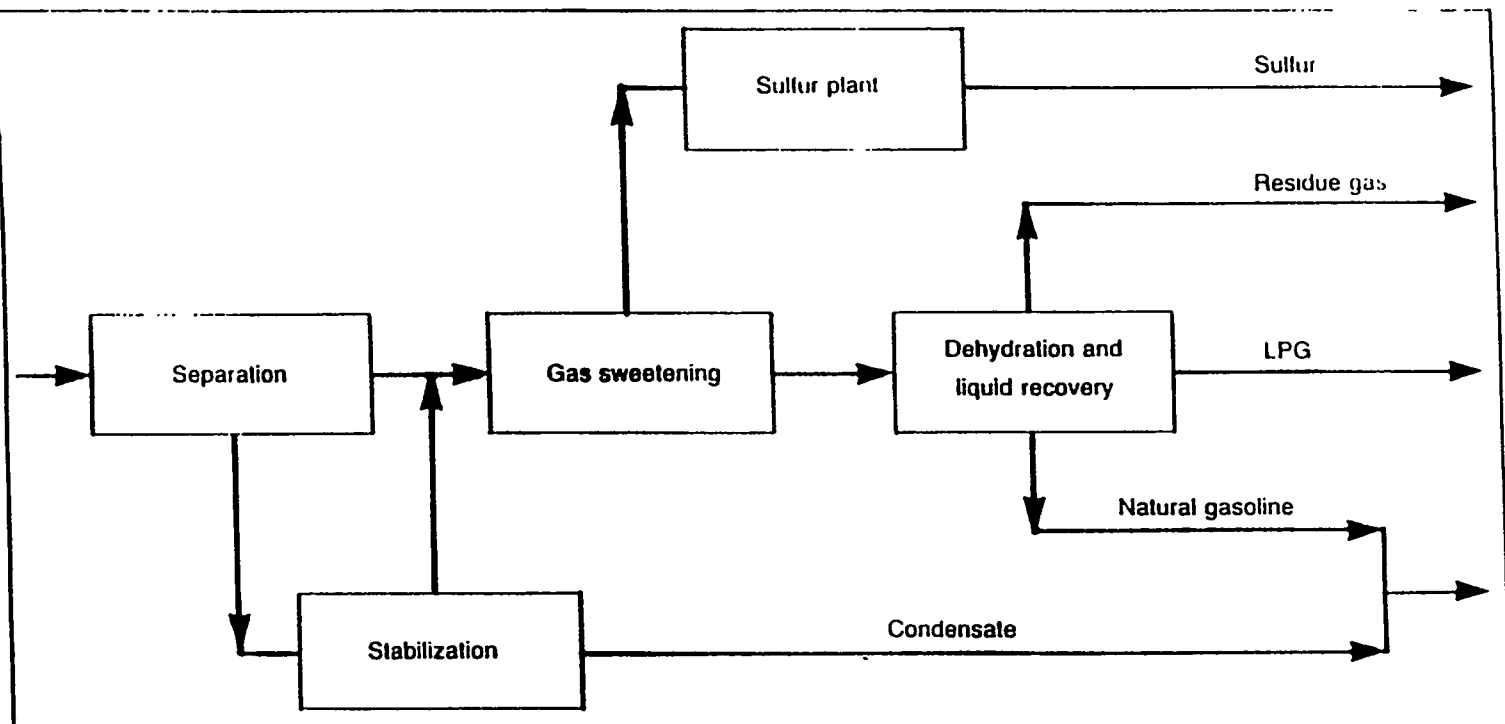 Sulfur plant
Sulfur
Residue gas
Separation
Gas sweetening
Dehydration and
liquid recovery
LPG
Natural gasoline
Stabilization
Condensate